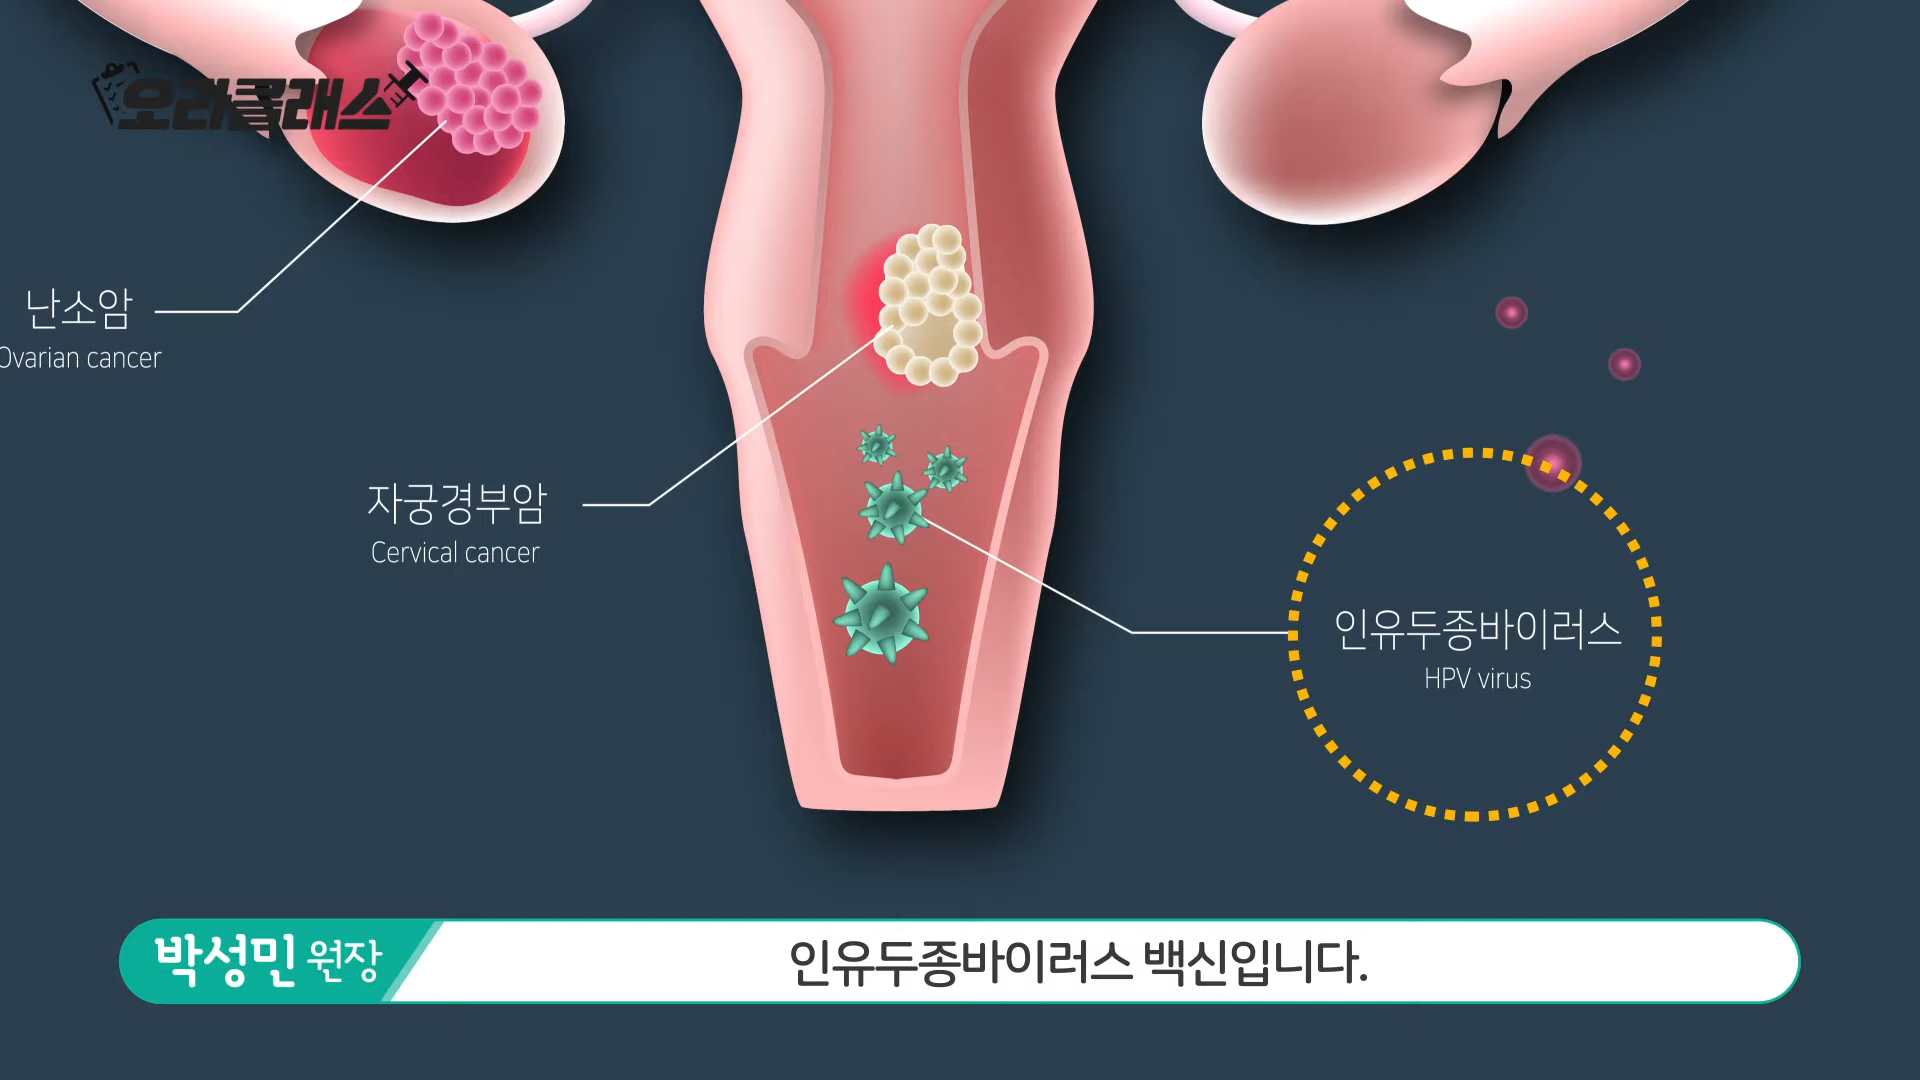 오라클래스
난소암
Ovarian cancer
자궁경부암
Cervical cancer
인유두종바이러스
HPV virus
박성민 원장
인유두종바이러스 백신입니다.